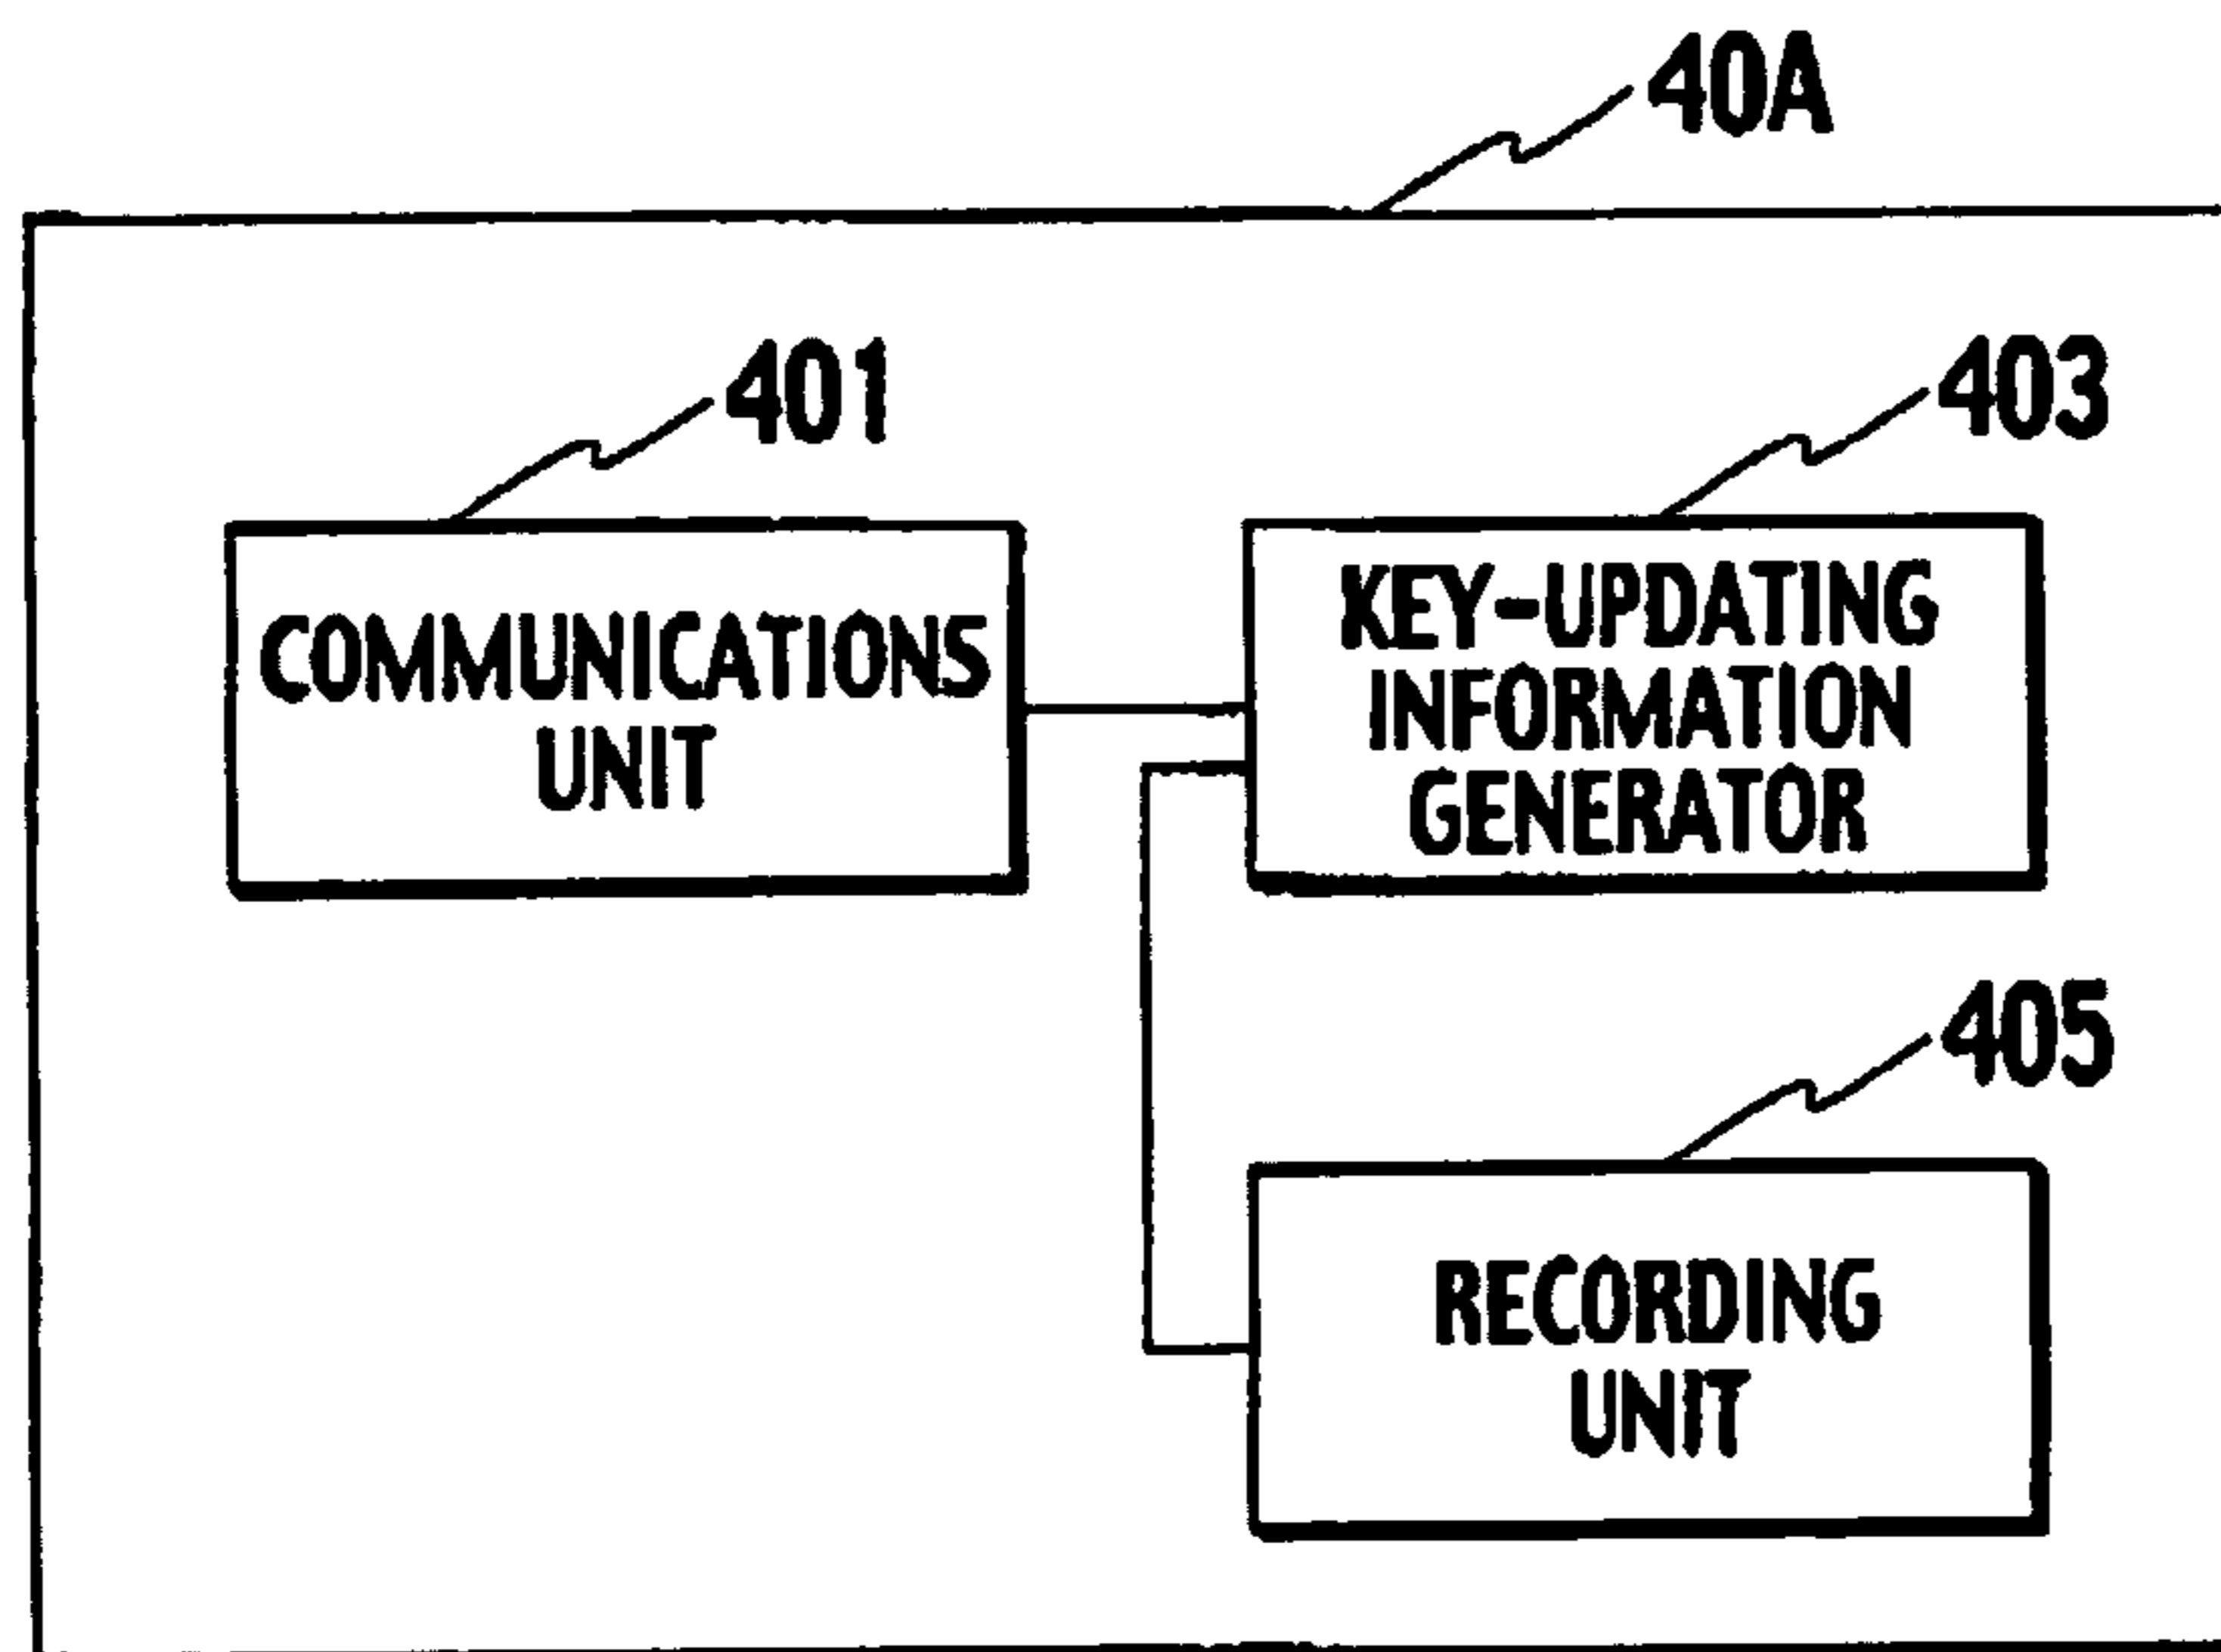 40A
401
403
COMMUNICATIONS
UNIT
KEY-UPDATING
INFORMATION
GENERATOR
405
RECORDING
UNIT